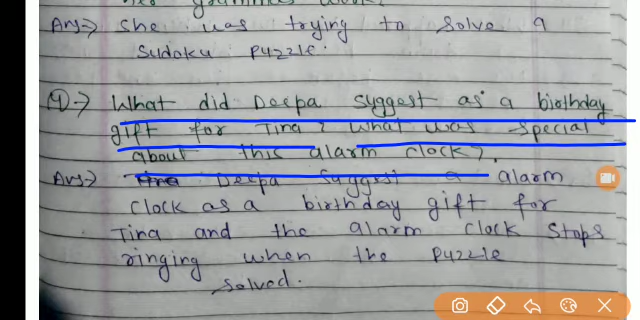 Ans→ She was trying to solve a
Sudoku puzzle.
Q→ What did Deepa suggest as a birthday
gift for Tina? What was special
about this alarm clock?
Ans→ Deepa suggest a alarm
clock as a birthday gift for
Tina and the alarm clock stops
ringing when the puzzle
solved.